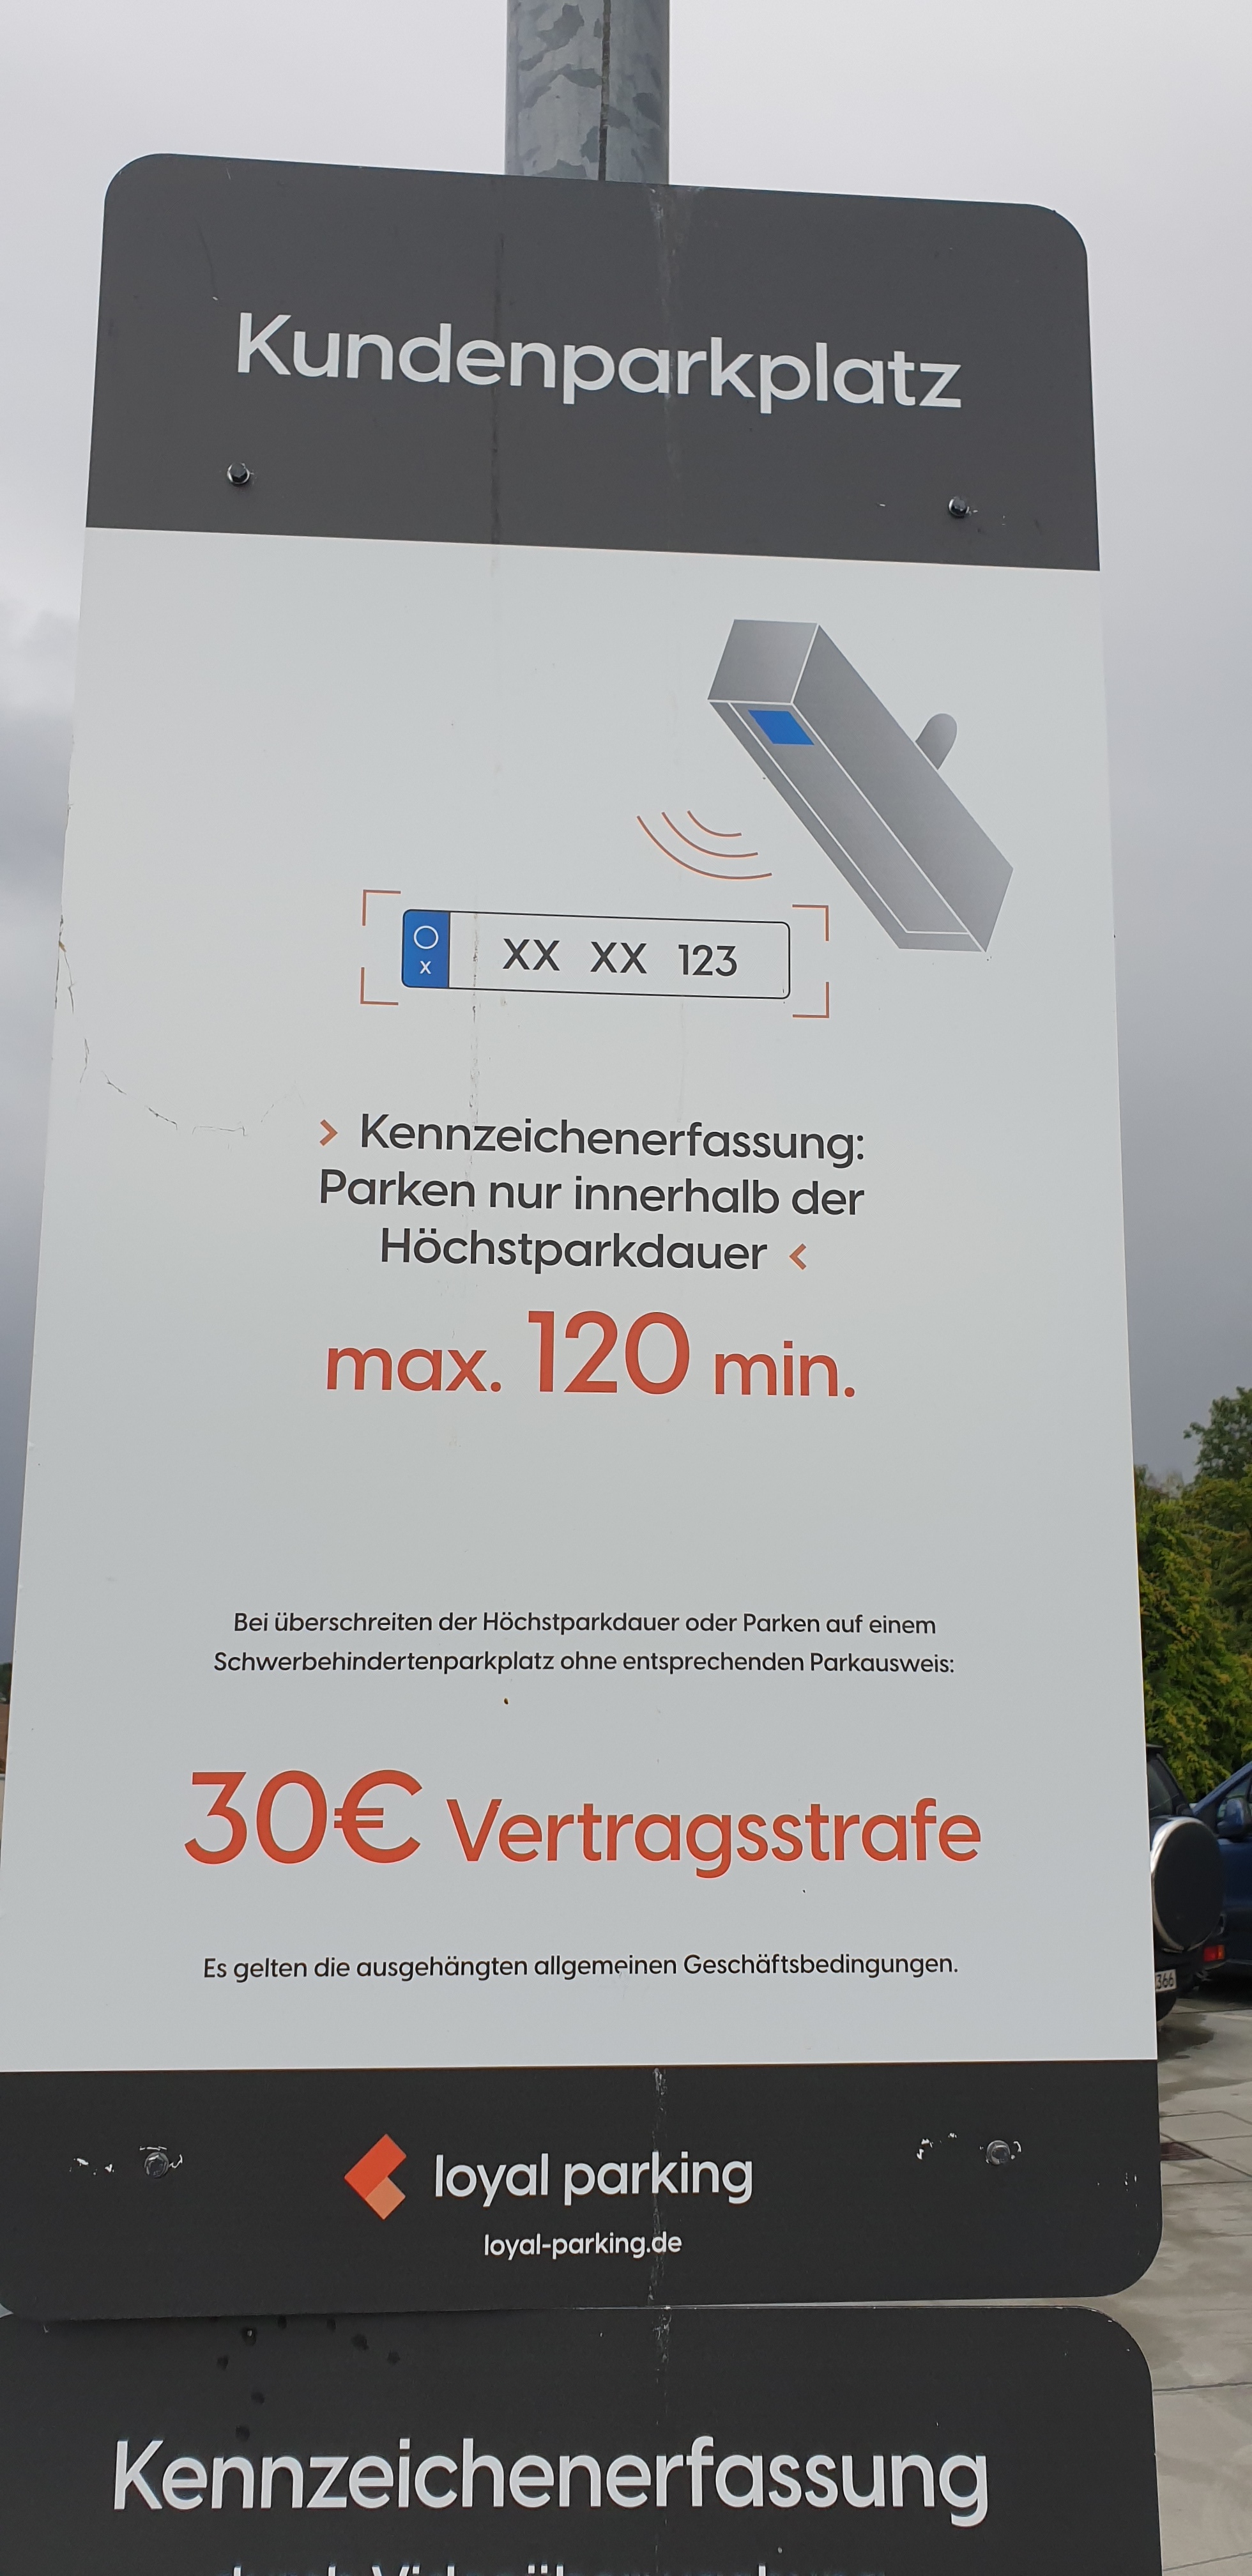 Kundenparkplatz
X
XX XX 123
> Kennzeichenerfassung:
Parken nur innerhalb der
Höchstparkdauer <
max. 120 min.
Bei überschreiten der Höchstparkdauer oder Parken auf einem
Schwerbehindertenparkplatz ohne entsprechenden Parkausweis:
30€ Vertragsstrafe
Es gelten die ausgehängten allgemeinen Geschäftsbedingungen.
366
loyal parking
loyal-parking.de
Kennzeichenerfassung